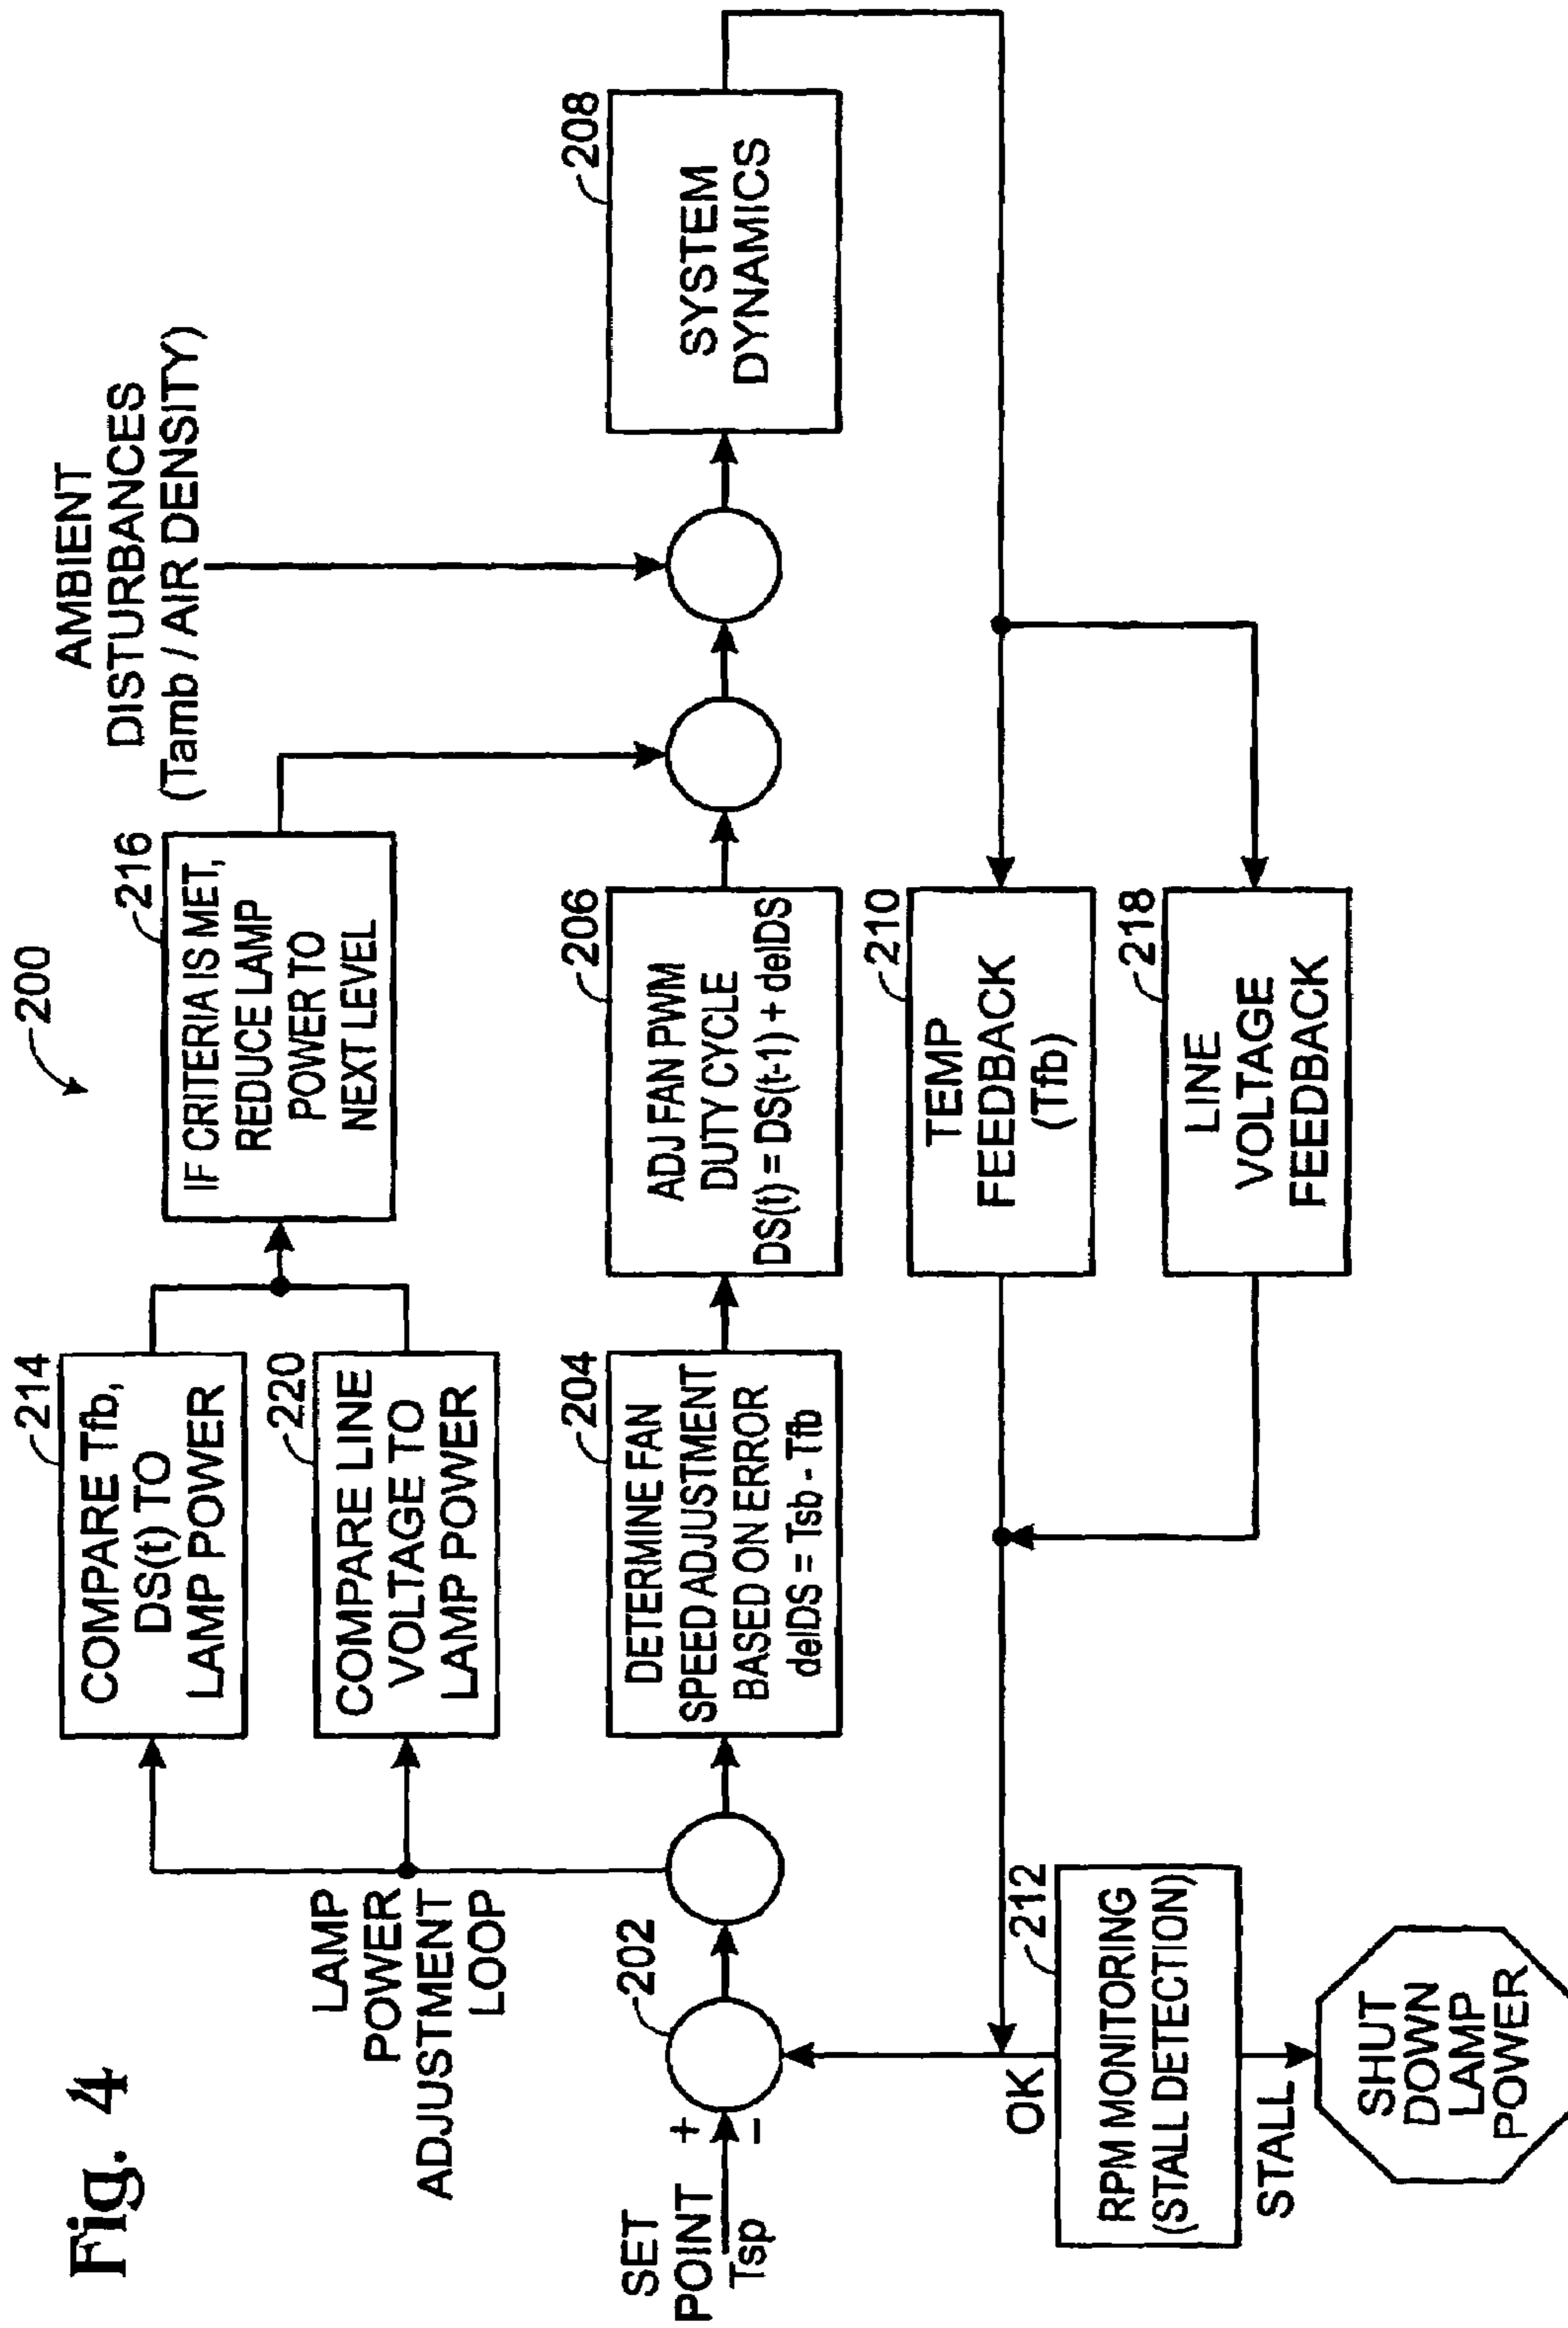 Fig. 4
200
AMBIENT
DISTURBANCES
(Tamb / AIR DENSITY)
214
COMPARE Tfb,
DS(t) TO
LAMP POWER
216
IF CRITERIA IS MET,
REDUCE LAMP
POWER TO
NEXT LEVEL
220
COMPARE LINE
VOLTAGE TO
LAMP POWER
LAMP
POWER
ADJUSTMENT
LOOP
SET
POINT
Tsp
+
−
202
204
DETERMINE FAN
SPEED ADJUSTMENT
BASED ON ERROR
delDS = Tsb - Tfb
206
ADJ FAN PWM
DUTY CYCLE
DS(t) = DS(t-1) + delDS
208
SYSTEM
DYNAMICS
210
TEMP
FEEDBACK
(Tfb)
218
LINE
VOLTAGE
FEEDBACK
OK
212
RPM MONITORING
(STALL DETECTION)
STALL
SHUT
DOWN
LAMP
POWER